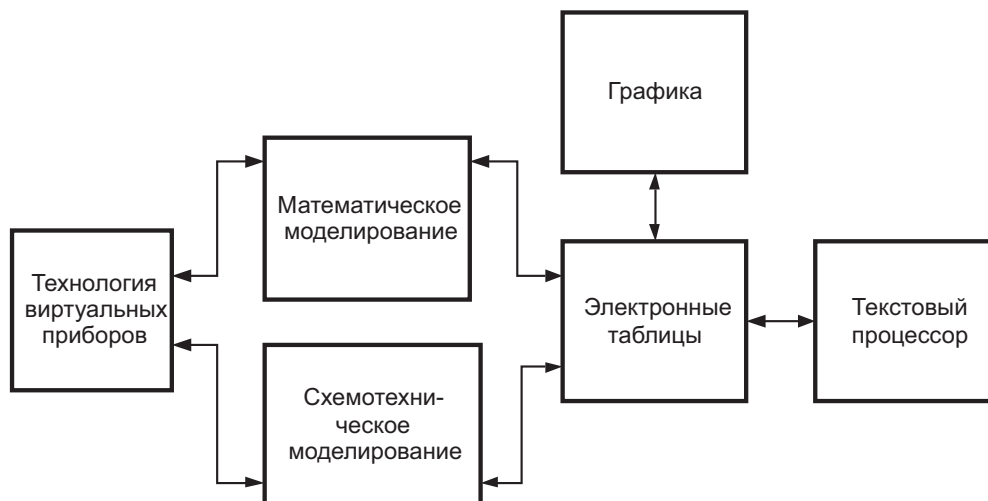 Графика
Математическое
моделирование
Технология
виртуальных
приборов
Электронные
таблицы
Текстовый
процессор
Схемотехни-
ческое
моделирование